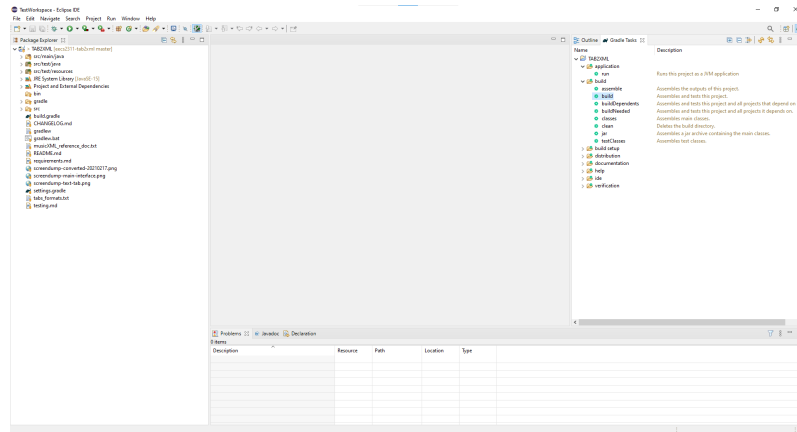 TestWorkspace - Eclipse IDE
File Edit Navigate Search Project Run Window Help
Package Explorer
TAB2XML [eecs2311-tab2xml master]
src/main/java
src/test/java
src/test/resources
JRE System Library [JavaSE-15]
Project and External Dependencies
bin
gradle
src
build.gradle
CHANGELOG.md
gradlew
gradlew.bat
musicXML_reference_doc.txt
README.md
requirements.md
screendump-converted-20210217.png
screendump-main-interface.png
screendump-text-tab.png
settings.gradle
tabs_formats.txt
testing.md
Problems Javadoc Declaration
0 items
Description Resource Path Location Type
Outline Gradle Tasks
Name Description
TAB2XML
application
run Runs this project as a JVM application
build
assemble Assembles the outputs of this project.
build Assembles and tests this project.
buildDependents Assembles and tests this project and all projects that depend on
buildNeeded Assembles and tests this project and all projects it depends on.
classes Assembles main classes.
clean Deletes the build directory.
jar Assembles a jar archive containing the main classes.
testClasses Assembles test classes.
build setup
distribution
documentation
help
ide
verification